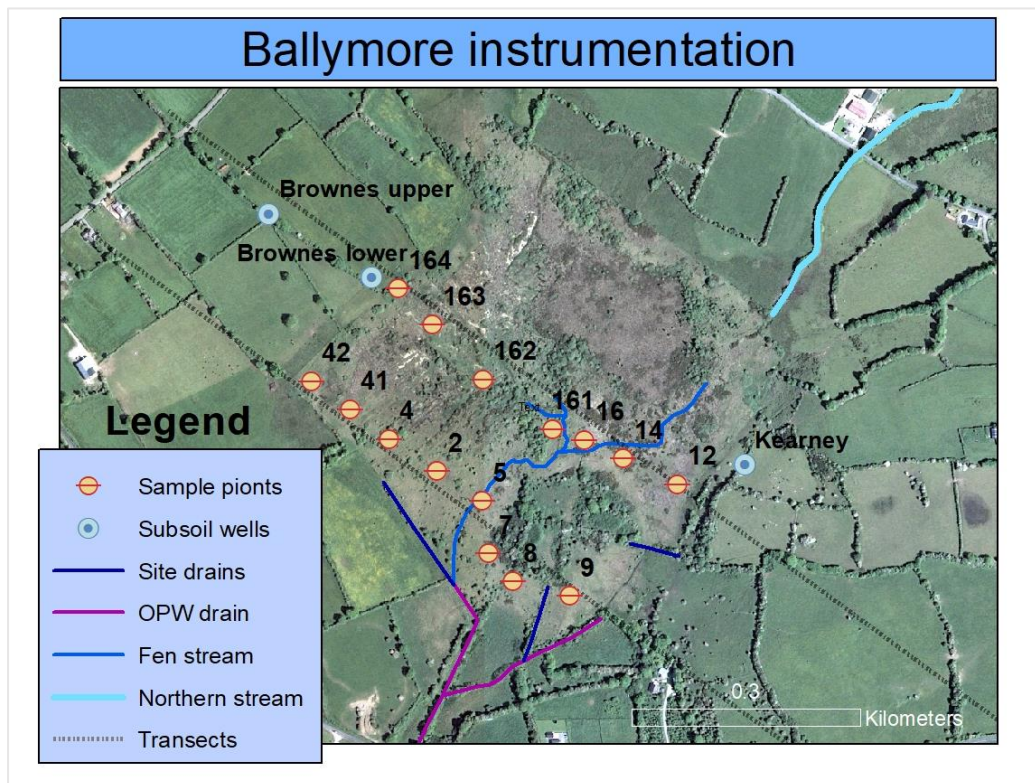 Ballymore instrumentation
Brownes upper
Brownes lower
164
163
162
42
41
4
2
161
16
14
12
Kearney
5
7
8
9
Legend
Sample pionts
Subsoil wells
Site drains
OPW drain
Fen stream
Northern stream
Transects
0.3
Kilometers